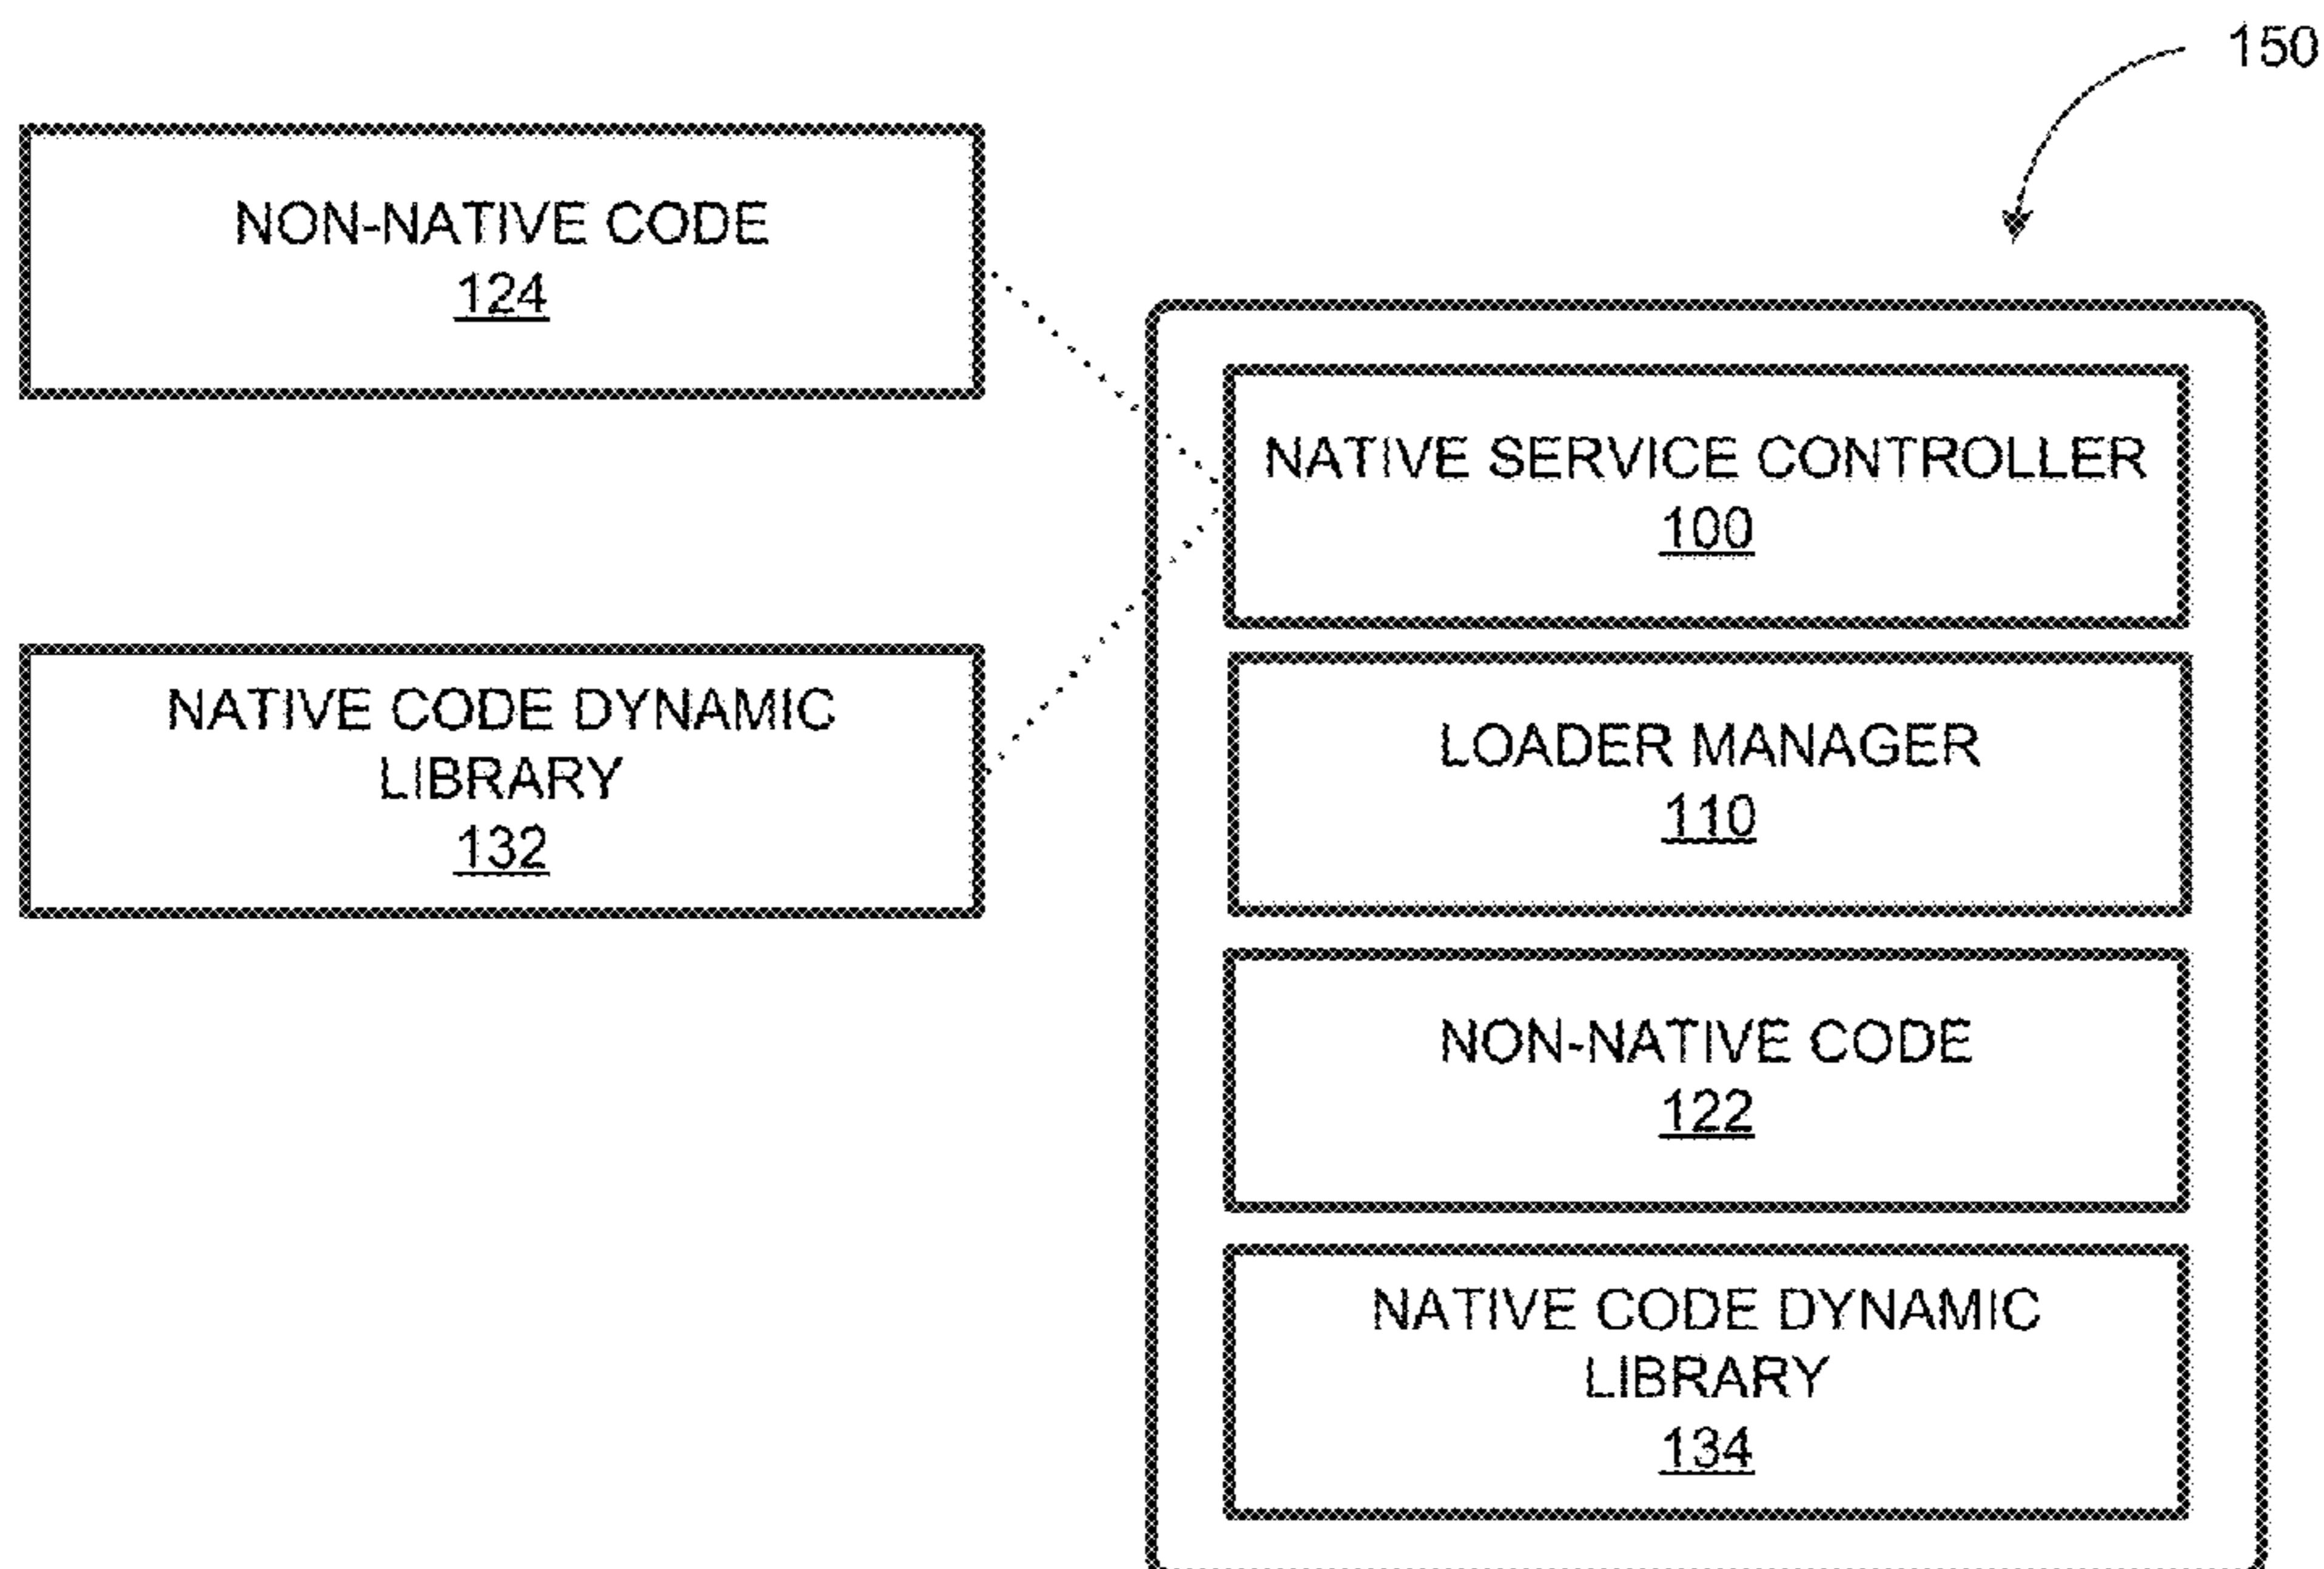 150
NON-NATIVE CODE
124
NATIVE SERVICE CONTROLLER
100
NATIVE CODE DYNAMIC
LIBRARY
132
LOADER MANAGER
110
NON-NATIVE CODE
122
NATIVE CODE DYNAMIC
LIBRARY
134